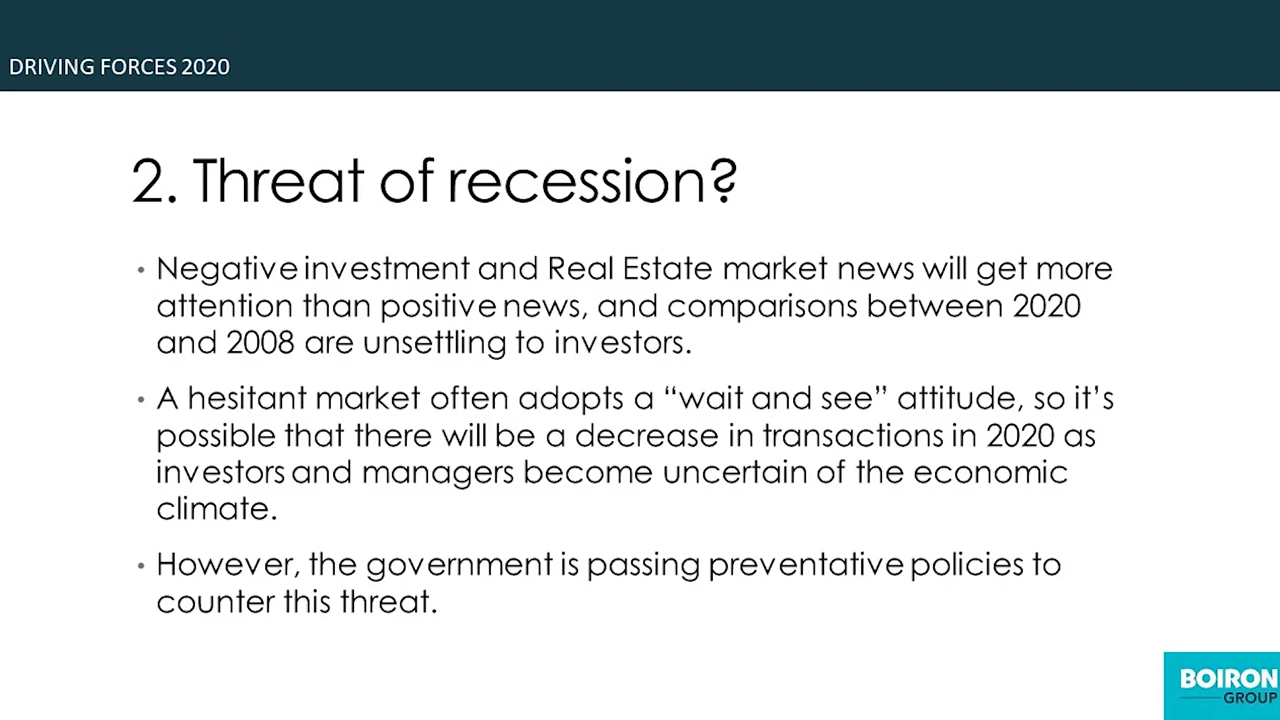 DRIVING FORCES 2020
2. Threat of recession?
• Negative investment and Real Estate market news will get more
attention than positive news, and comparisons between 2020
and 2008 are unsettling to investors.
• A hesitant market often adopts a “wait and see” attitude, so it’s
possible that there will be a decrease in transactions in 2020 as
investors and managers become uncertain of the economic
climate.
• However, the government is passing preventative policies to
counter this threat.
BOIRON
GROUP